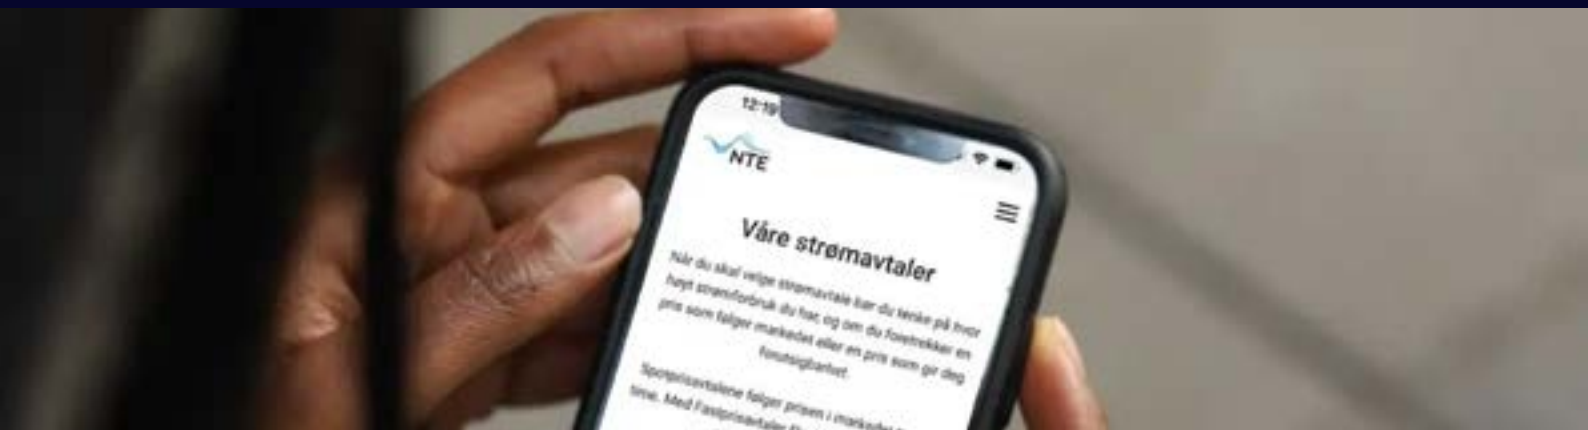 12:19
NTE
Våre strømavtaler
Når du skal velge strømavtale bør du tenke på hvor
høyt strømforbruk du har, og om du foretrekker en
pris som følger markedet eller en pris som gir deg
forutsigbarhet.
Spotprisavtalene følger prisen i markedet
time. Med Fastprisavtaler